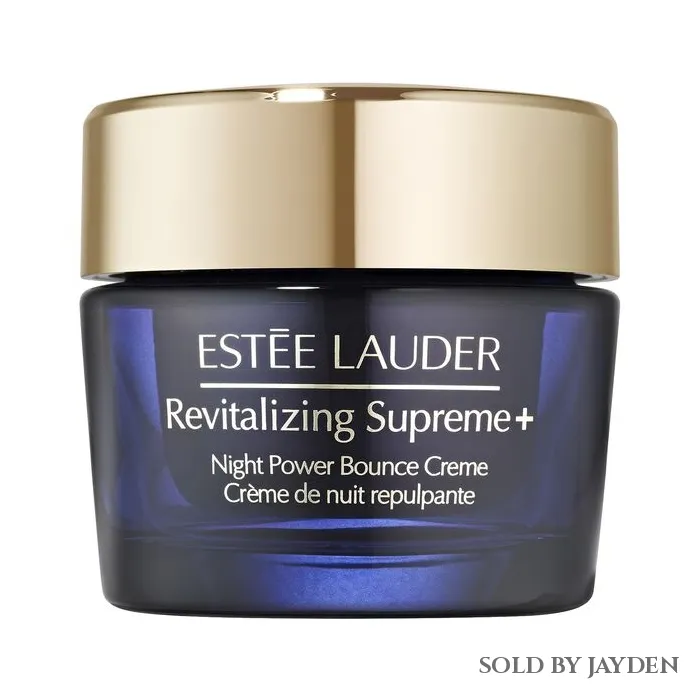 ESTĒE LAUDER
Revitalizing Supreme+
Night Power Bounce Creme
Crème de nuit repulpante
SOLD BY JAYDEN